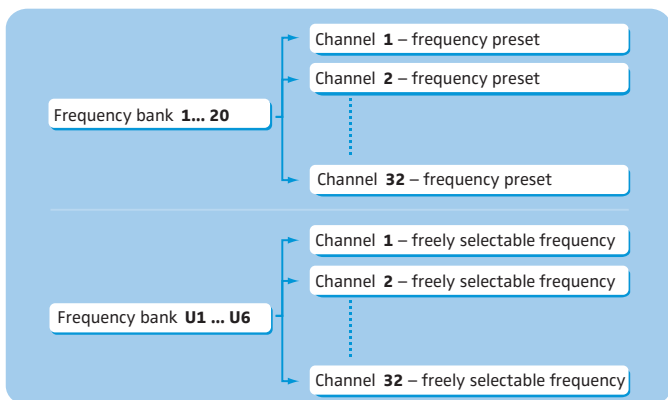 Channel 1 – frequency preset
Channel 2 – frequency preset
Frequency bank 1... 20
Channel 32 – frequency preset
Channel 1 – freely selectable frequency
Channel 2 – freely selectable frequency
Frequency bank U1 ... U6
Channel 32 – freely selectable frequency